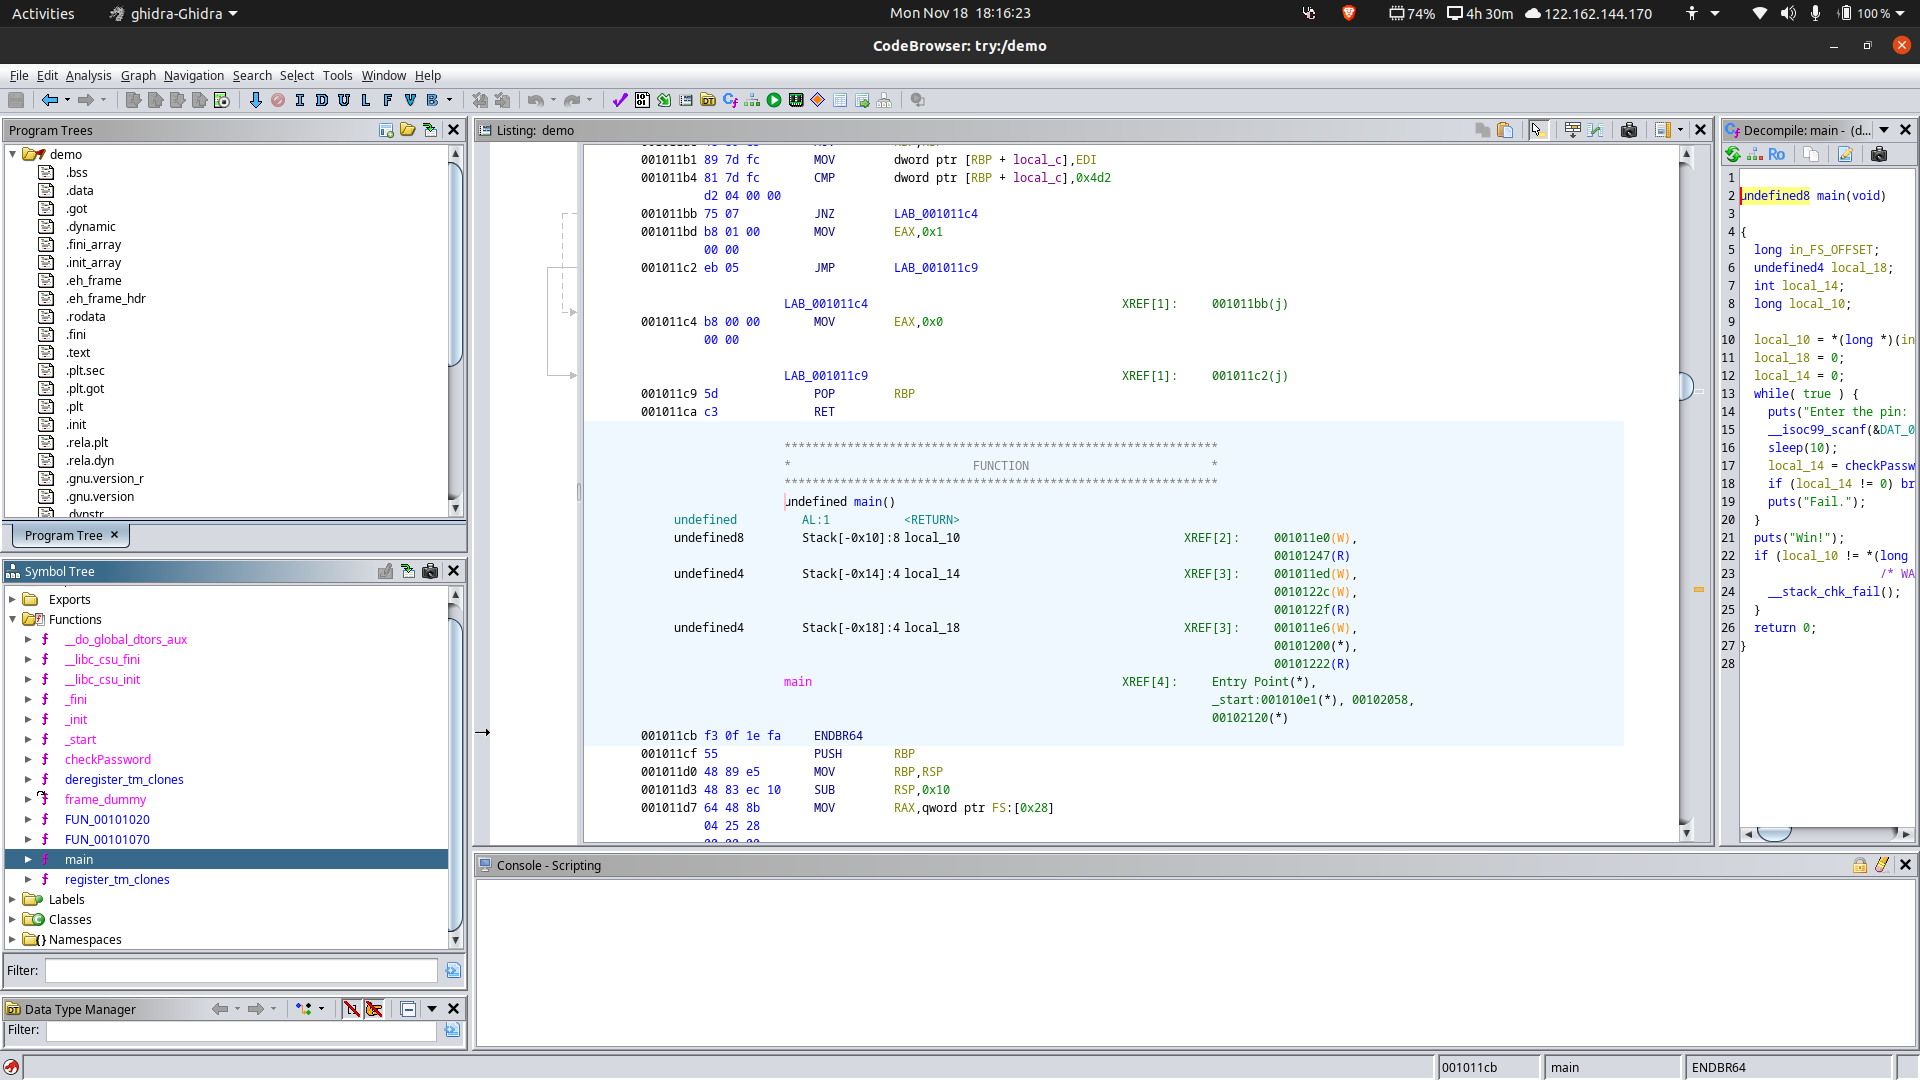 Activities ghidra-Ghidra Mon Nov 18 18:16:23 74% 4h 30m 122.162.144.170 100 %
CodeBrowser: try:/demo
File Edit Analysis Graph Navigation Search Select Tools Window Help
I D U L F V B
Program Trees
demo
.bss
.data
.got
.dynamic
.fini_array
.init_array
.eh_frame
.eh_frame_hdr
.rodata
.fini
.text
.plt.sec
.plt.got
.plt
.init
.rela.plt
.rela.dyn
.gnu.version_r
.gnu.version
.dynstr
Program Tree
Symbol Tree
Exports
Functions
__do_global_dtors_aux
__libc_csu_fini
__libc_csu_init
_fini
_init
_start
checkPassword
deregister_tm_clones
frame_dummy
FUN_00101020
FUN_00101070
main
register_tm_clones
Labels
Classes
Namespaces
Filter:
Data Type Manager
Filter:
Listing: demo
001011b1 89 7d fc MOV dword ptr [RBP + local_c],EDI
001011b4 81 7d fc CMP dword ptr [RBP + local_c],0x4d2
d2 04 00 00
001011bb 75 07 JNZ LAB_001011c4
001011bd b8 01 00 MOV EAX,0x1
00 00
001011c2 eb 05 JMP LAB_001011c9
LAB_001011c4 XREF[1]: 001011bb(j)
001011c4 b8 00 00 MOV EAX,0x0
00 00
LAB_001011c9 XREF[1]: 001011c2(j)
001011c9 5d POP RBP
001011ca c3 RET
**************************************************************
* FUNCTION *
**************************************************************
undefined main()
undefined AL:1 <RETURN>
undefined8 Stack[-0x10]:8 local_10 XREF[2]: 001011e0(W),
00101247(R)
undefined4 Stack[-0x14]:4 local_14 XREF[3]: 001011ed(W),
0010122c(W),
0010122f(R)
undefined4 Stack[-0x18]:4 local_18 XREF[3]: 001011e6(W),
00101200(*),
00101222(R)
main XREF[4]: Entry Point(*),
_start:001010e1(*), 00102058,
00102120(*)
001011cb f3 0f 1e fa ENDBR64
001011cf 55 PUSH RBP
001011d0 48 89 e5 MOV RBP,RSP
001011d3 48 83 ec 10 SUB RSP,0x10
001011d7 64 48 8b MOV RAX,qword ptr FS:[0x28]
04 25 28
Console - Scripting
Decompile: main - (d...
Ro
1
2 undefined8 main(void)
3
4 {
5 long in_FS_OFFSET;
6 undefined4 local_18;
7 int local_14;
8 long local_10;
9
10 local_10 = *(long *)(in
11 local_18 = 0;
12 local_14 = 0;
13 while( true ) {
14 puts("Enter the pin:
15 __isoc99_scanf(&DAT_0
16 sleep(10);
17 local_14 = checkPassw
18 if (local_14 != 0) br
19 puts("Fail.");
20 }
21 puts("Win!");
22 if (local_10 != *(long
23 /* WA
24 __stack_chk_fail();
25 }
26 return 0;
27 }
28
001011cb main ENDBR64